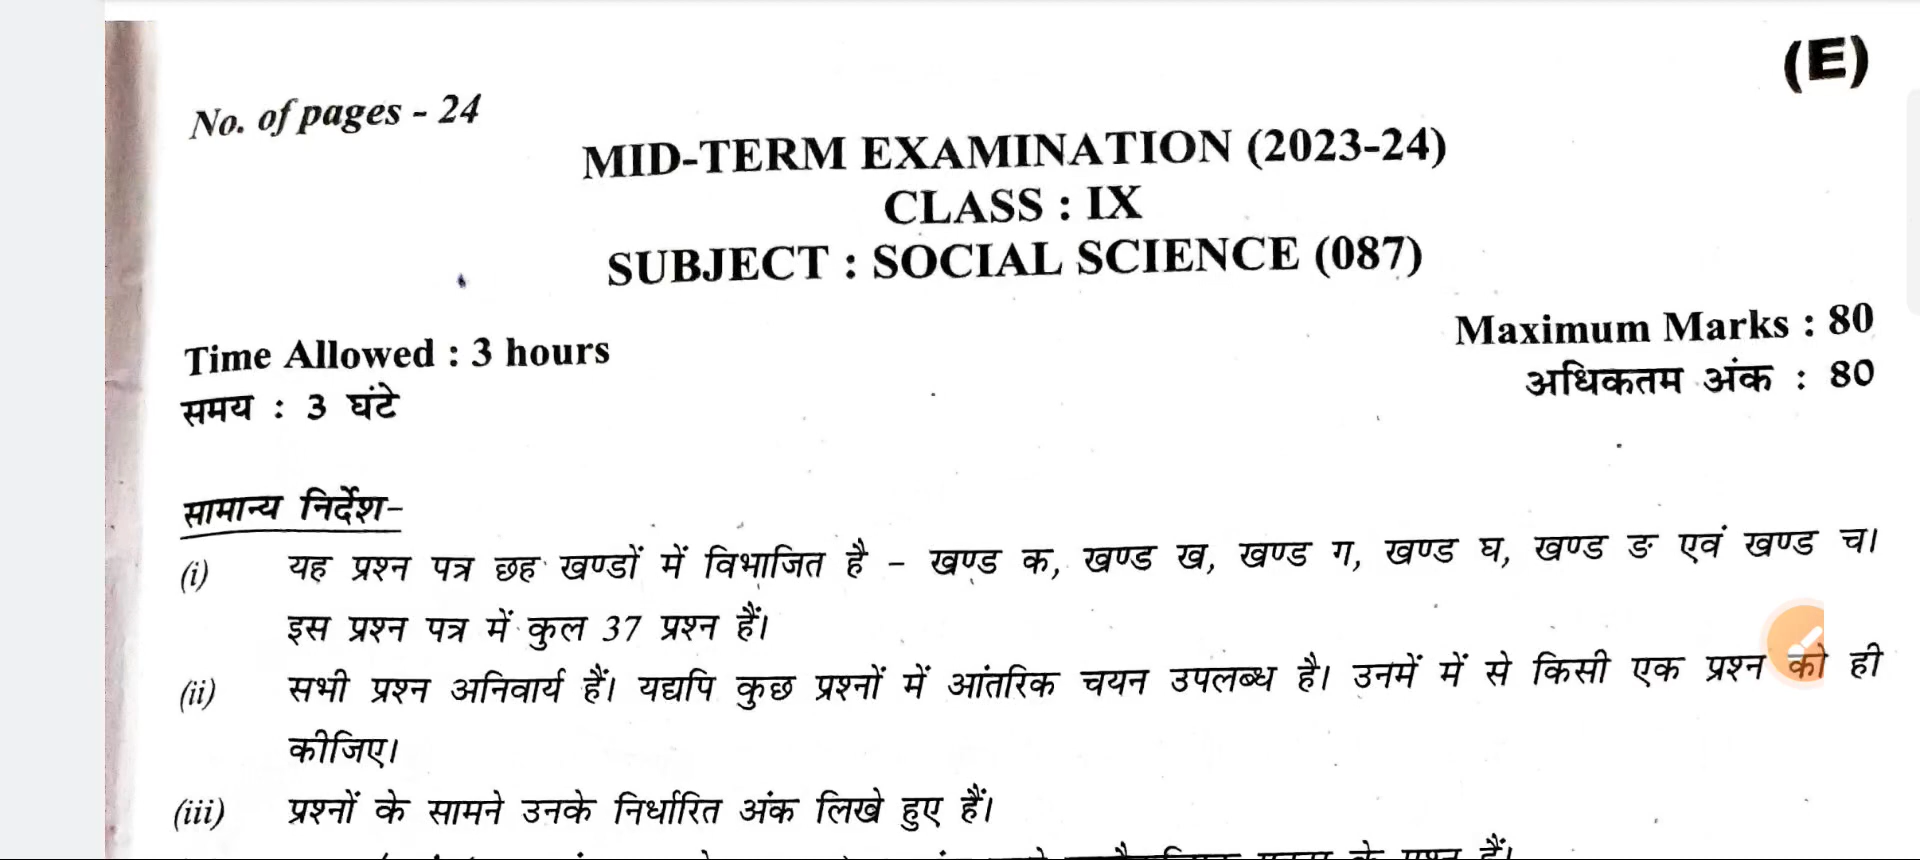 (E)
No. of pages - 24
MID-TERM EXAMINATION (2023-24)
CLASS : IX
SUBJECT : SOCIAL SCIENCE (087)
Time Allowed : 3 hours
Maximum Marks : 80
समय : 3 घंटे
अधिकतम अंक : 80
सामान्य निर्देश-
(i) यह प्रश्न पत्र छह खण्डों में विभाजित है - खण्ड क, खण्ड ख, खण्ड ग, खण्ड घ, खण्ड ङ एवं खण्ड च।
इस प्रश्न पत्र में कुल 37 प्रश्न हैं।
(ii) सभी प्रश्न अनिवार्य हैं। यद्यपि कुछ प्रश्नों में आंतरिक चयन उपलब्ध है। उनमें में से किसी एक प्रश्न को ही
कीजिए।
(iii) प्रश्नों के सामने उनके निर्धारित अंक लिखे हुए हैं।